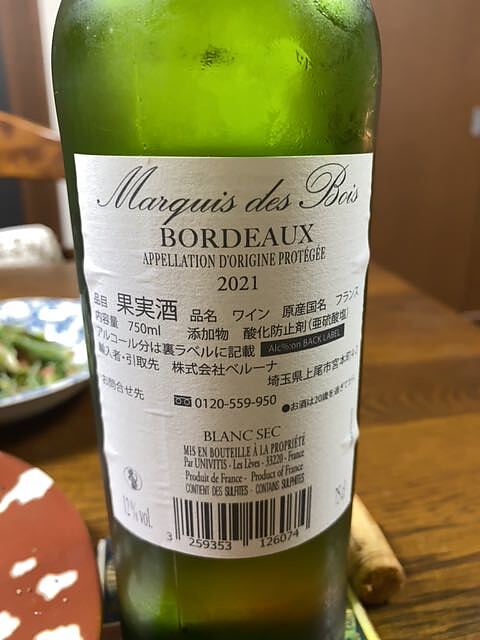 Marquis des Bois
BORDEAUX
APPELLATION D'ORIGINE PROTÉGÉE
2021
品目 果実酒 品名 ワイン 原産国名 フランス
内容量 750ml 添加物 酸化防止剤(亜硫酸塩)
アルコール分は裏ラベルに記載 Alc%:on BACK LABEL
輸入者・引取先 株式会社ベルーナ
埼玉県上尾市宮本町4-2
お問合せ先 0120-559-950 ●お酒は20歳を過ぎてから
BLANC SEC
MIS EN BOUTEILLE À LA PROPRIÉTÉ
Par UNIVITIS - Les Lèves - 33220 - France
Produit de France - Product of France
CONTIENT DES SULFITES - CONTAINS SULFITES
12% vol.
3 259353 126074